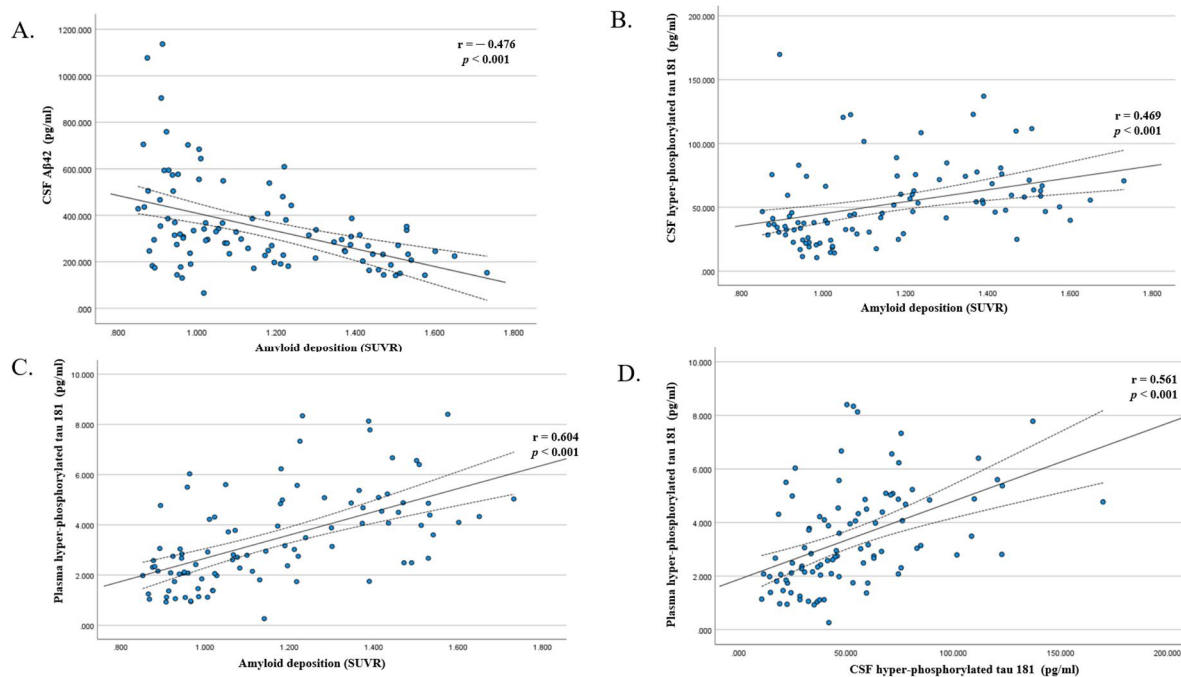 A.
1200.000
1000.000
800.000
600.000
400.000
200.000
.000
CSF Aβ42 (pg/ml)
r = − 0.476
p < 0.001
.800
1.000
1.200
1.400
1.600
1.800
Amyloid deposition (SUVR)
B.
200.000
150.000
100.000
50.000
.000
CSF hyper-phosphorylated tau 181 (pg/ml)
r = 0.469
p < 0.001
.800
1.000
1.200
1.400
1.600
1.800
Amyloid deposition (SUVR)
C.
10.000
8.000
6.000
4.000
2.000
.000
Plasma hyper-phosphorylated tau 181 (pg/ml)
r = 0.604
p < 0.001
.800
1.000
1.200
1.400
1.600
1.800
Amyloid deposition (SUVR)
D.
10.000
8.000
6.000
4.000
2.000
.000
Plasma hyper-phosphorylated tau 181 (pg/ml)
r = 0.561
p < 0.001
.000
50.000
100.000
150.000
200.000
CSF hyper-phosphorylated tau 181 (pg/ml)